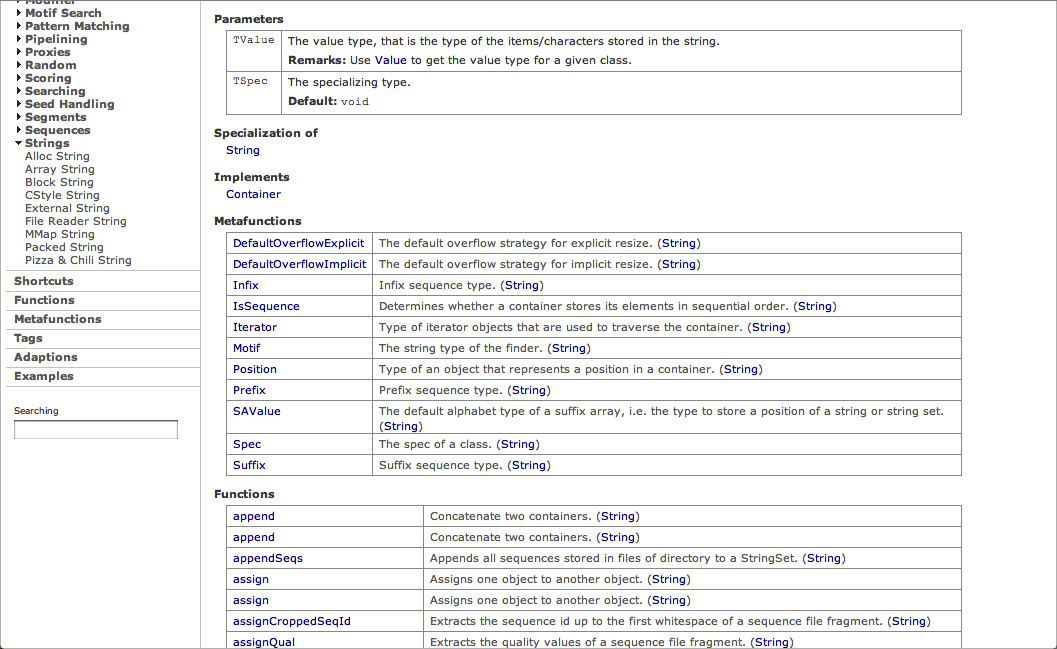 Modifier
Motif Search
Pattern Matching
Pipelining
Proxies
Random
Scoring
Searching
Seed Handling
Segments
Sequences
Strings
Alloc String
Array String
Block String
CStyle String
External String
File Reader String
MMap String
Packed String
Pizza & Chili String
Shortcuts
Functions
Metafunctions
Tags
Adaptions
Examples
Searching
Parameters
TValue The value type, that is the type of the items/characters stored in the string.
Remarks: Use Value to get the value type for a given class.
TSpec The specializing type.
Default: void
Specialization of
String
Implements
Container
Metafunctions
DefaultOverflowExplicit The default overflow strategy for explicit resize. (String)
DefaultOverflowImplicit The default overflow strategy for implicit resize. (String)
Infix Infix sequence type. (String)
IsSequence Determines whether a container stores its elements in sequential order. (String)
Iterator Type of iterator objects that are used to traverse the container. (String)
Motif The string type of the finder. (String)
Position Type of an object that represents a position in a container. (String)
Prefix Prefix sequence type. (String)
SAValue The default alphabet type of a suffix array, i.e. the type to store a position of a string or string set.
(String)
Spec The spec of a class. (String)
Suffix Suffix sequence type. (String)
Functions
append Concatenate two containers. (String)
append Concatenate two containers. (String)
appendSeqs Appends all sequences stored in files of directory to a StringSet. (String)
assign Assigns one object to another object. (String)
assign Assigns one object to another object. (String)
assignCroppedSeqId Extracts the sequence id up to the first whitespace of a sequence file fragment. (String)
assignQual Extracts the quality values of a sequence file fragment. (String)